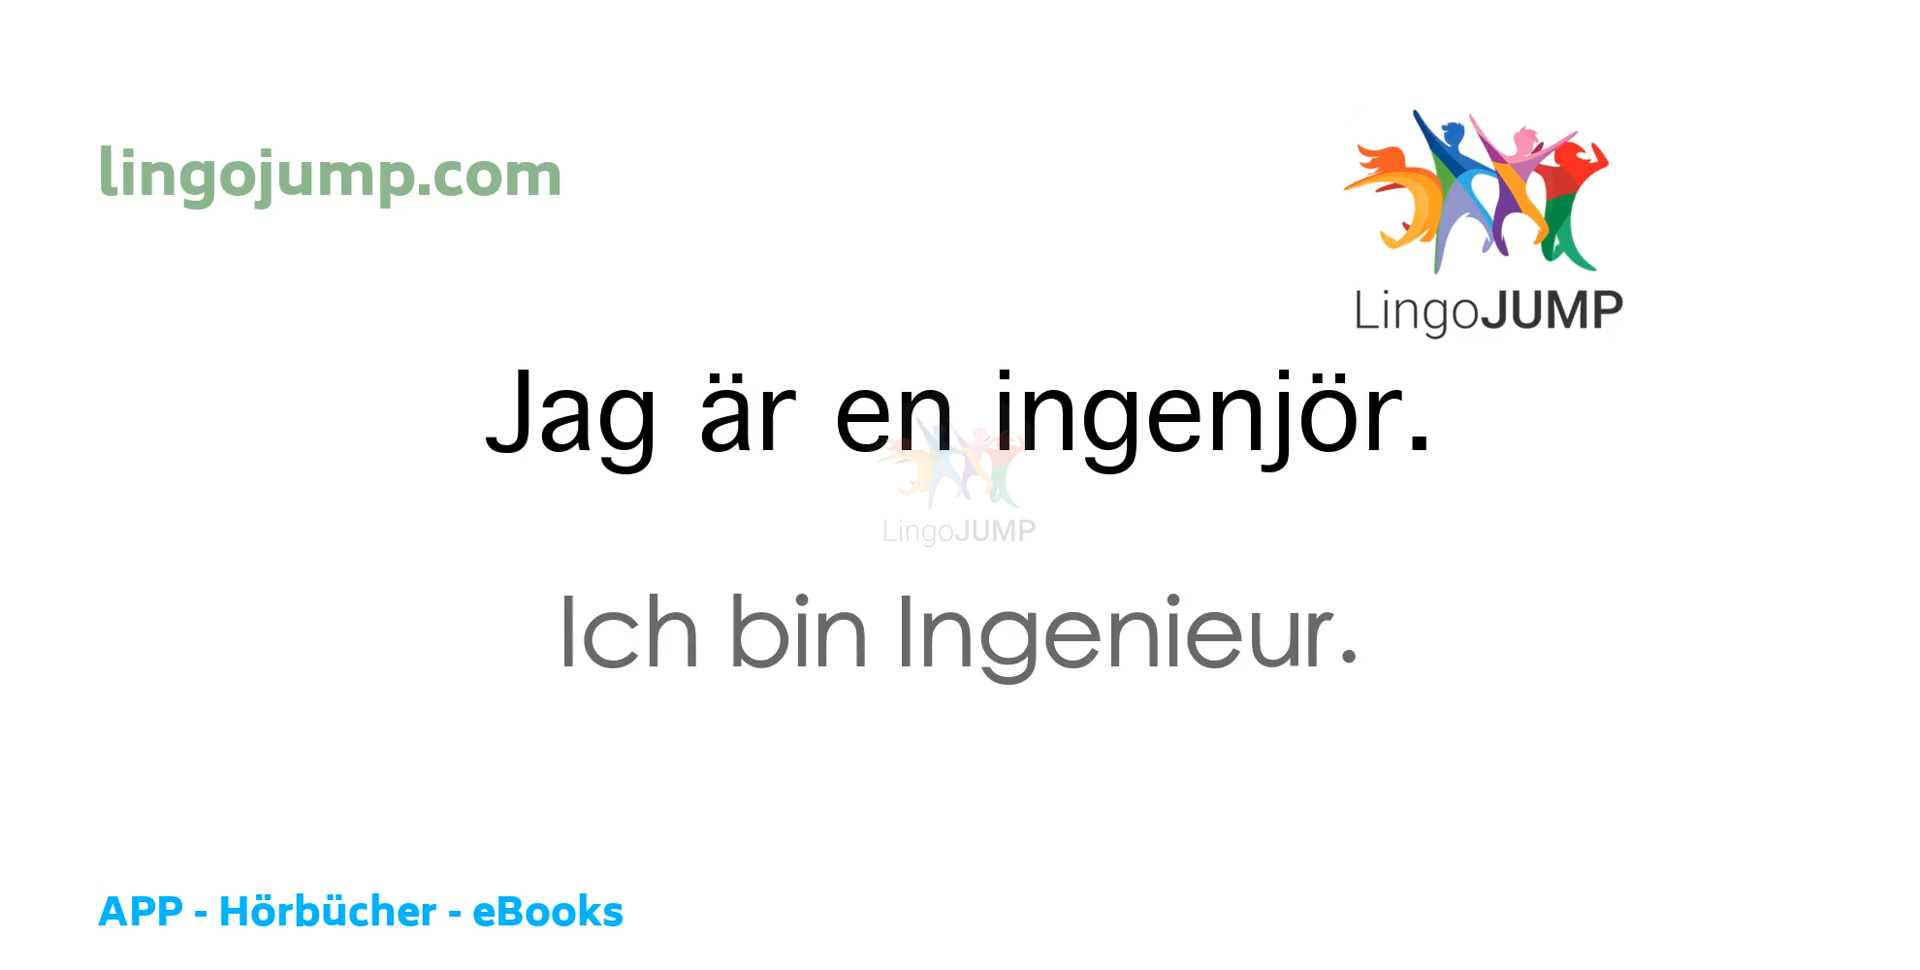 lingojump.com
LingoJUMP
Jag är en ingenjör.
LingoJUMP
Ich bin Ingenieur.
APP - Hörbücher - eBooks